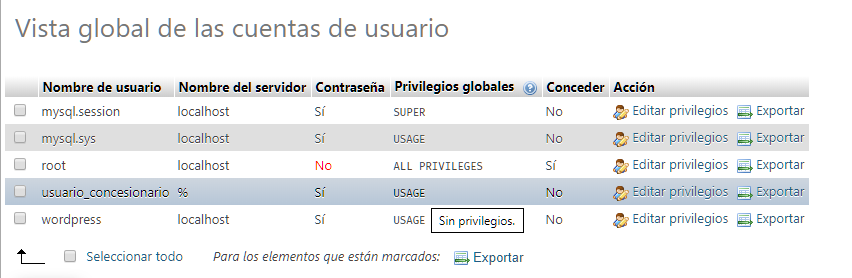 Vista global de las cuentas de usuario
Nombre de usuario Nombre del servidor Contraseña Privilegios globales Conceder Acción
mysql.session localhost Sí SUPER No Editar privilegios Exportar
mysql.sys localhost Sí USAGE No Editar privilegios Exportar
root localhost No ALL PRIVILEGES Sí Editar privilegios Exportar
usuario_concesionario % Sí USAGE No Editar privilegios Exportar
wordpress localhost Sí USAGE Sin privilegios. No Editar privilegios Exportar
Seleccionar todo Para los elementos que están marcados: Exportar